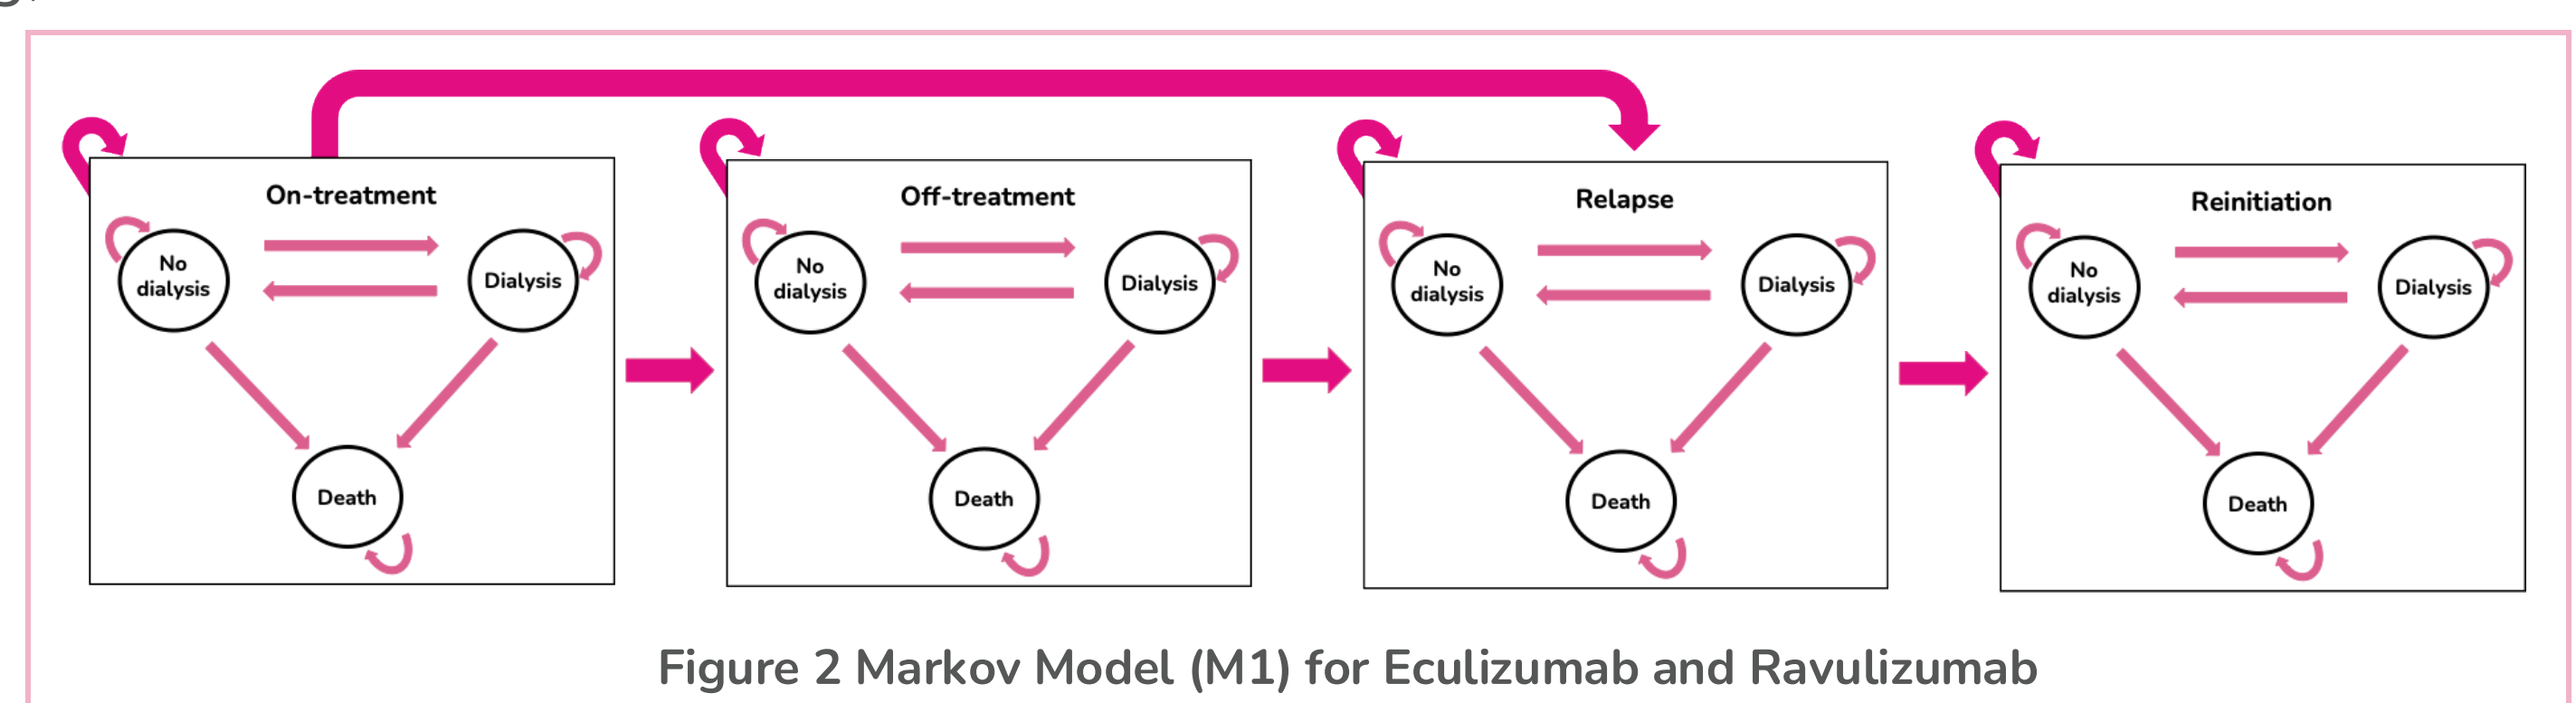 On-treatment
No
dialysis
Dialysis
Death
Off-treatment
No
dialysis
Dialysis
Death
Relapse
No
dialysis
Dialysis
Death
Reinitiation
No
dialysis
Dialysis
Death
Figure 2 Markov Model (M1) for Eculizumab and Ravulizumab